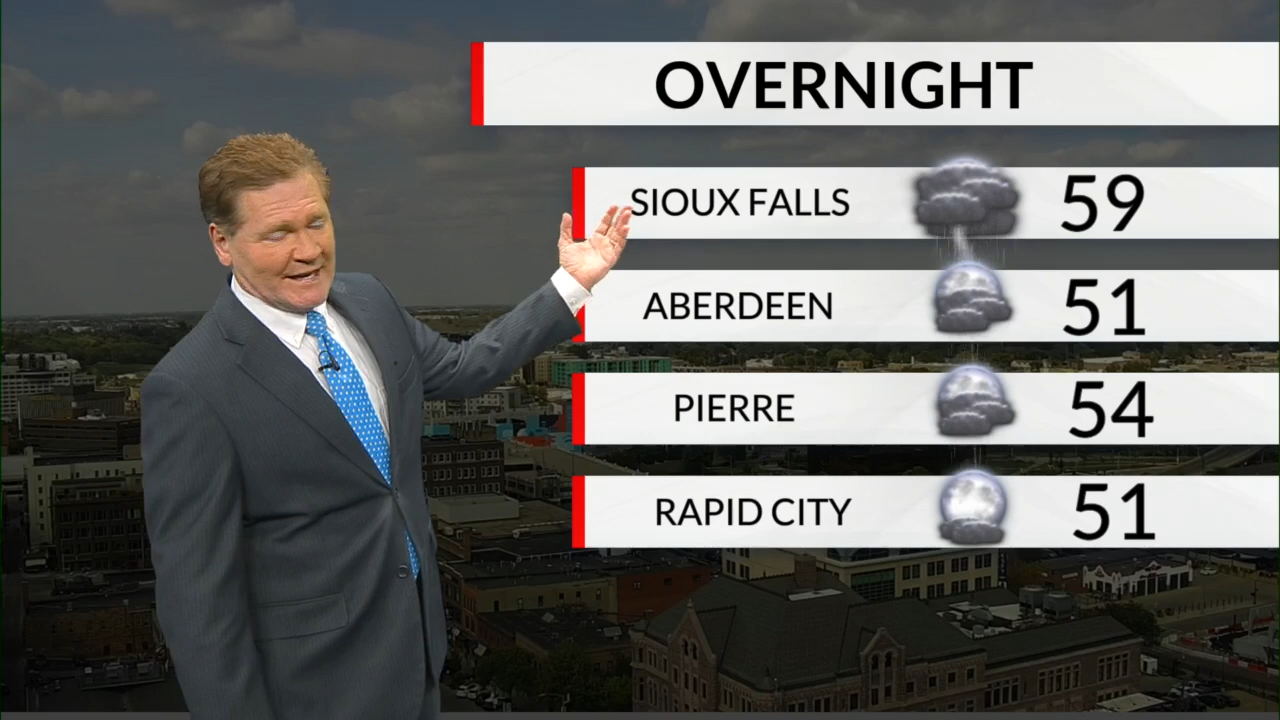 OVERNIGHT
SIOUX FALLS 59
ABERDEEN 51
PIERRE 54
RAPID CITY 51